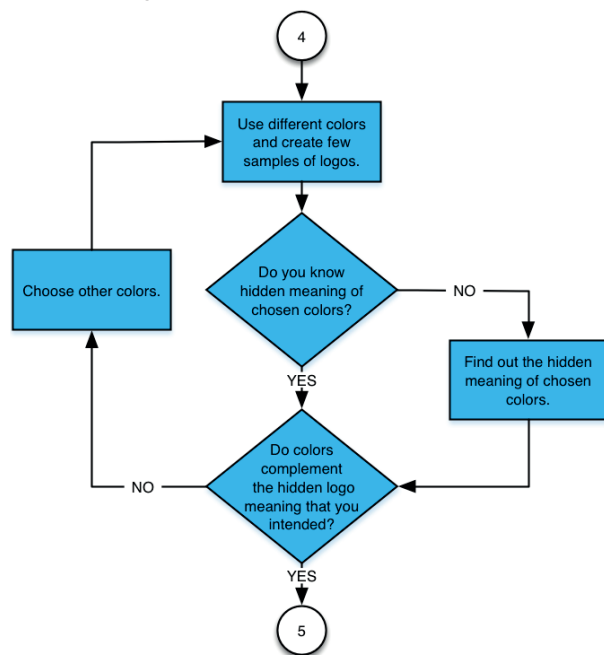 4
Use different colors
and create few
samples of logos.
Do you know
hidden meaning of
chosen colors?
NO
Choose other colors.
Find out the hidden
meaning of chosen
colors.
YES
Do colors
complement
the hidden logo
meaning that you
intended?
NO
YES
5